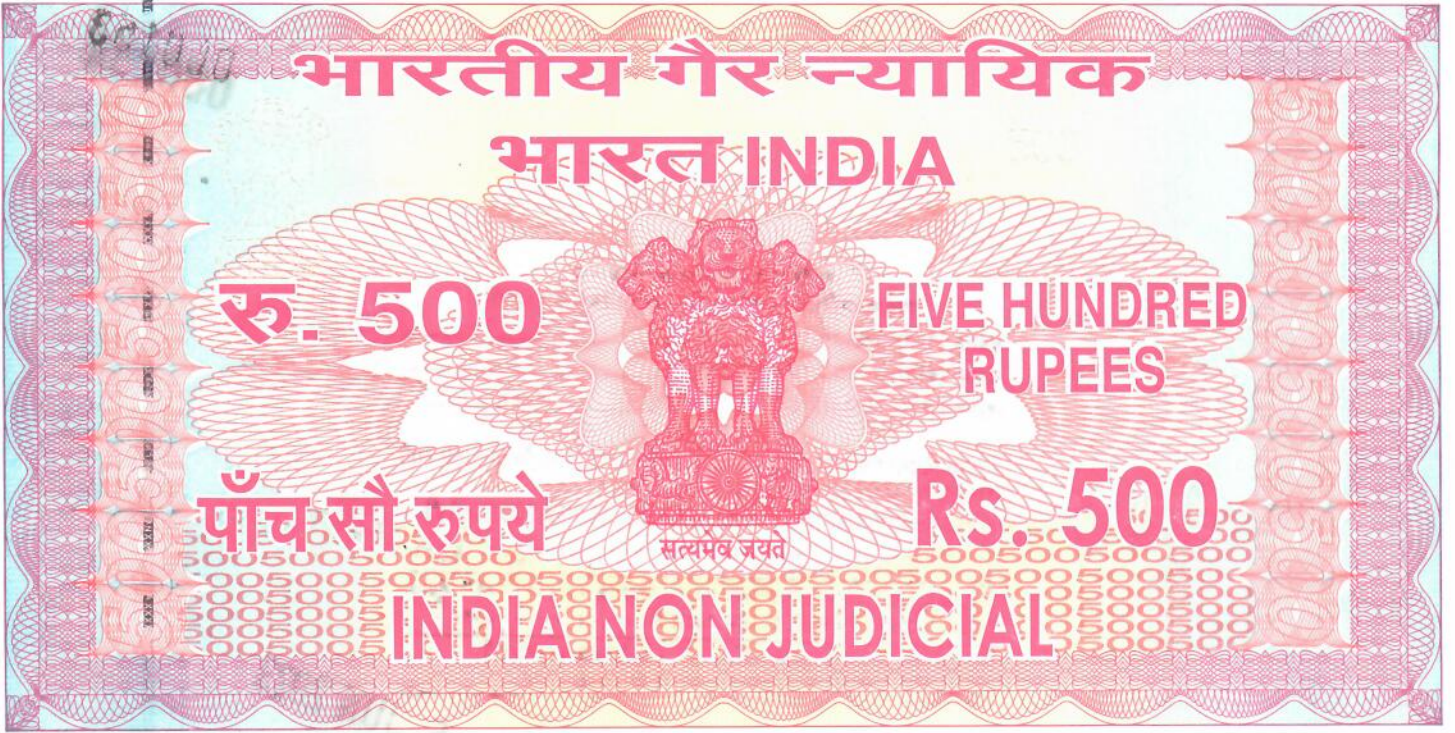 भारतीय गैर न्यायिक
भारत INDIA
रु. 500
FIVE HUNDRED
RUPEES
पाँच सौ रुपये
Rs. 500
सत्यमेव जयते
INDIA NON JUDICIAL